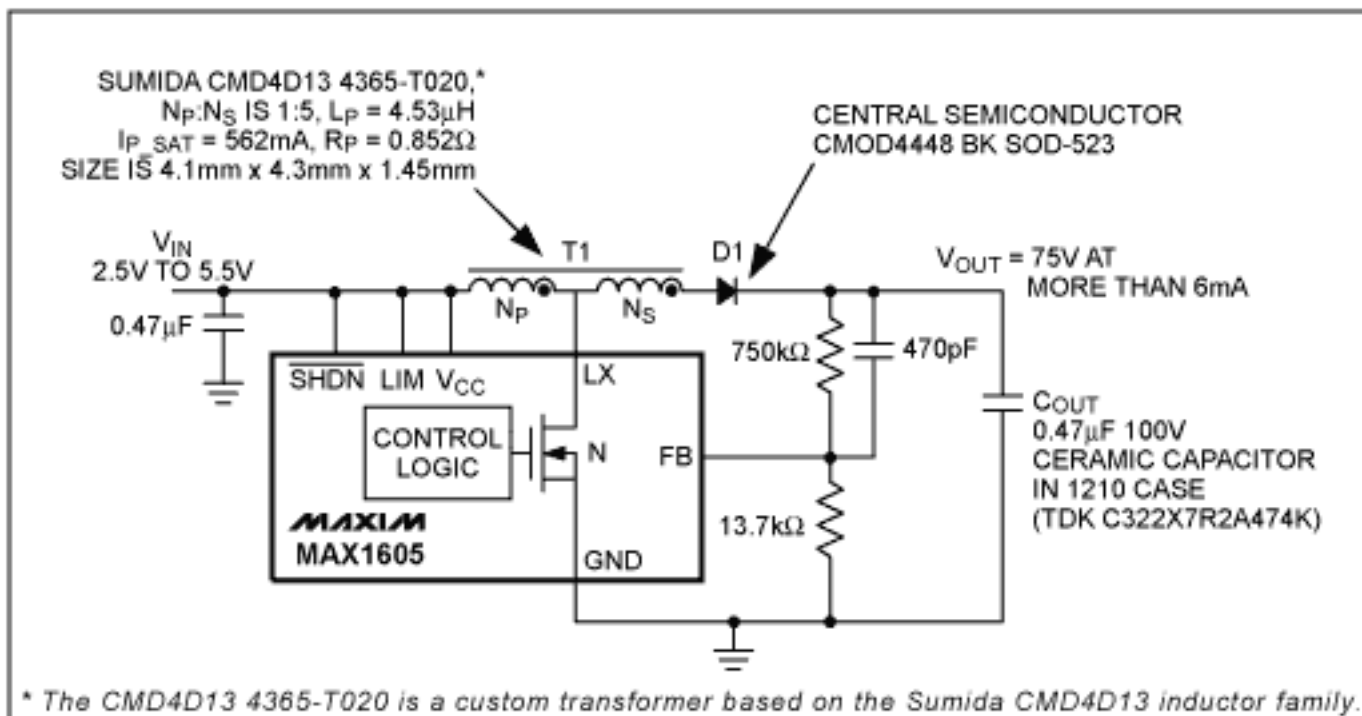 SUMIDA CMD4D13 4365-T020,*
NP:NS IS 1:5, LP = 4.53μH
IP_SAT = 562mA, RP = 0.852Ω
SIZE IS 4.1mm x 4.3mm x 1.45mm
CENTRAL SEMICONDUCTOR
CMOD4448 BK SOD-523
VIN
2.5V TO 5.5V
T1
D1
VOUT = 75V AT
MORE THAN 6mA
NP
NS
0.47μF
750kΩ
470pF
SHDN LIM VCC
LX
CONTROL
LOGIC
N
FB
COUT
0.47μF 100V
CERAMIC CAPACITOR
IN 1210 CASE
(TDK C322X7R2A474K)
13.7kΩ
MAXIM
MAX1605
GND
* The CMD4D13 4365-T020 is a custom transformer based on the Sumida CMD4D13 inductor family.